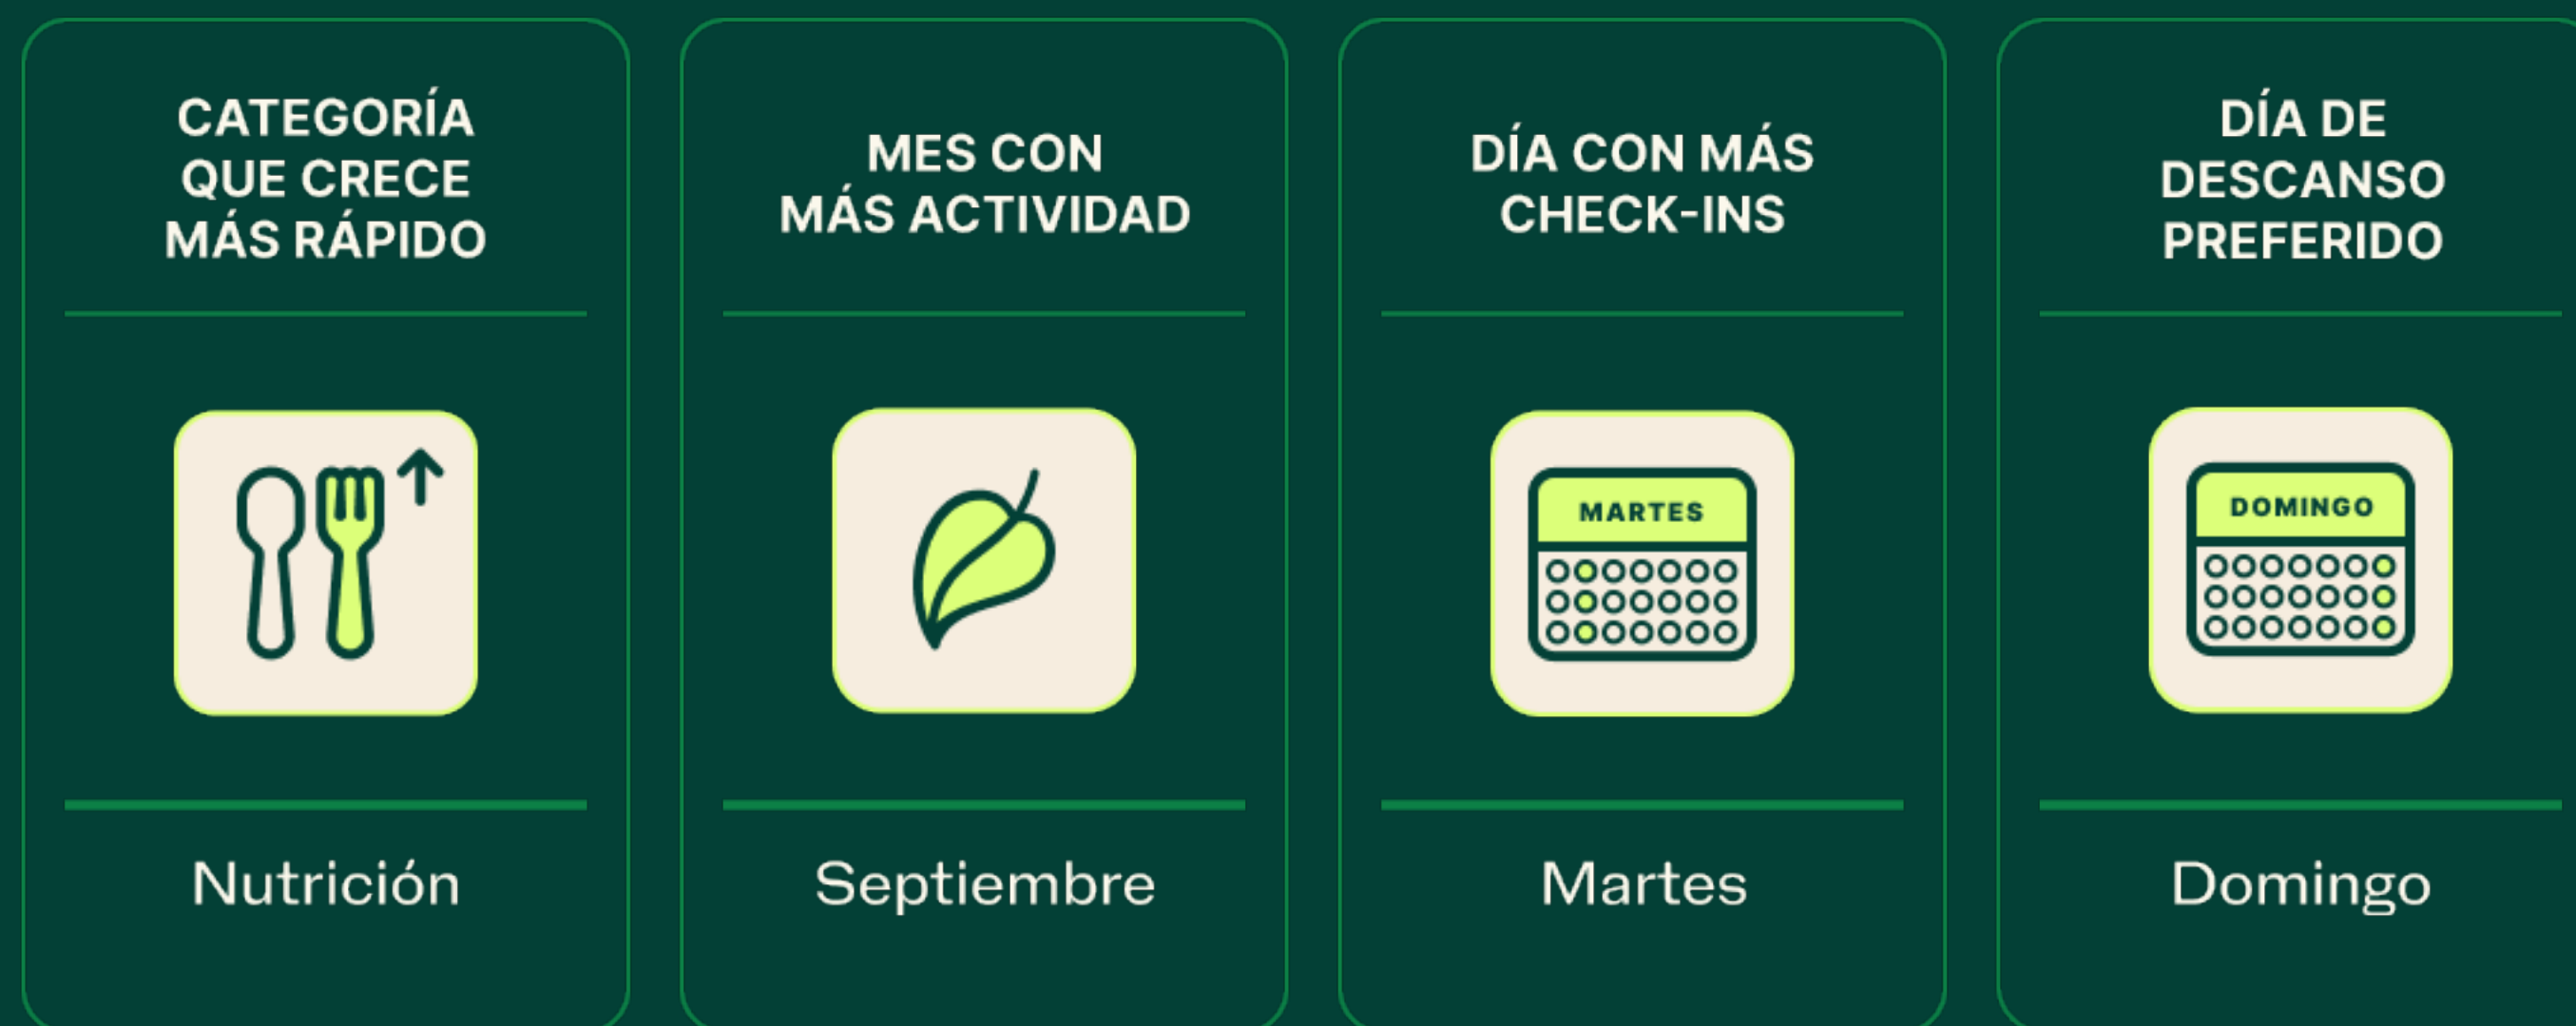 CATEGORÍA
QUE CRECE
MÁS RÁPIDO
Nutrición
MES CON
MÁS ACTIVIDAD
Septiembre
DÍA CON MÁS
CHECK-INS
MARTES
Martes
DÍA DE
DESCANSO
PREFERIDO
DOMINGO
Domingo